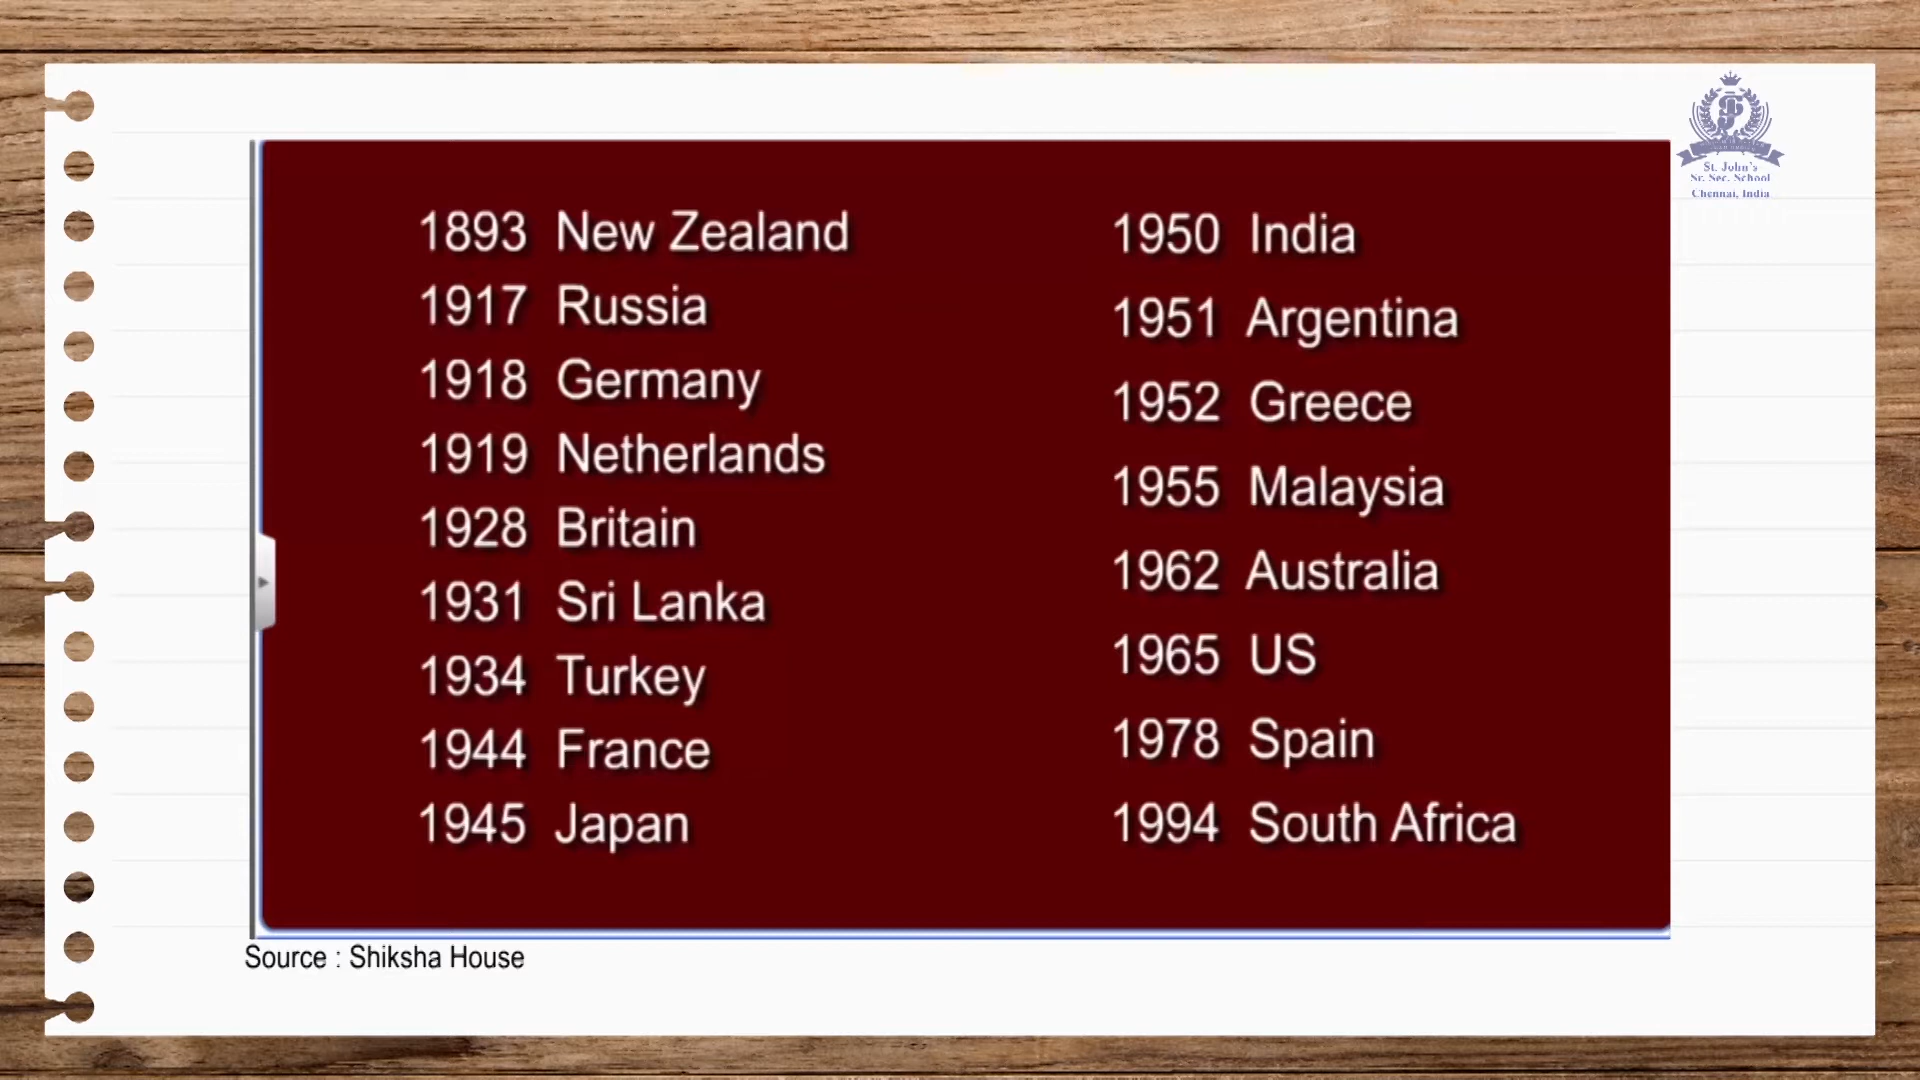 St. John's
Sr. Sec. School
Chennai, India
1893 New Zealand
1917 Russia
1918 Germany
1919 Netherlands
1928 Britain
1931 Sri Lanka
1934 Turkey
1944 France
1945 Japan
1950 India
1951 Argentina
1952 Greece
1955 Malaysia
1962 Australia
1965 US
1978 Spain
1994 South Africa
Source : Shiksha House